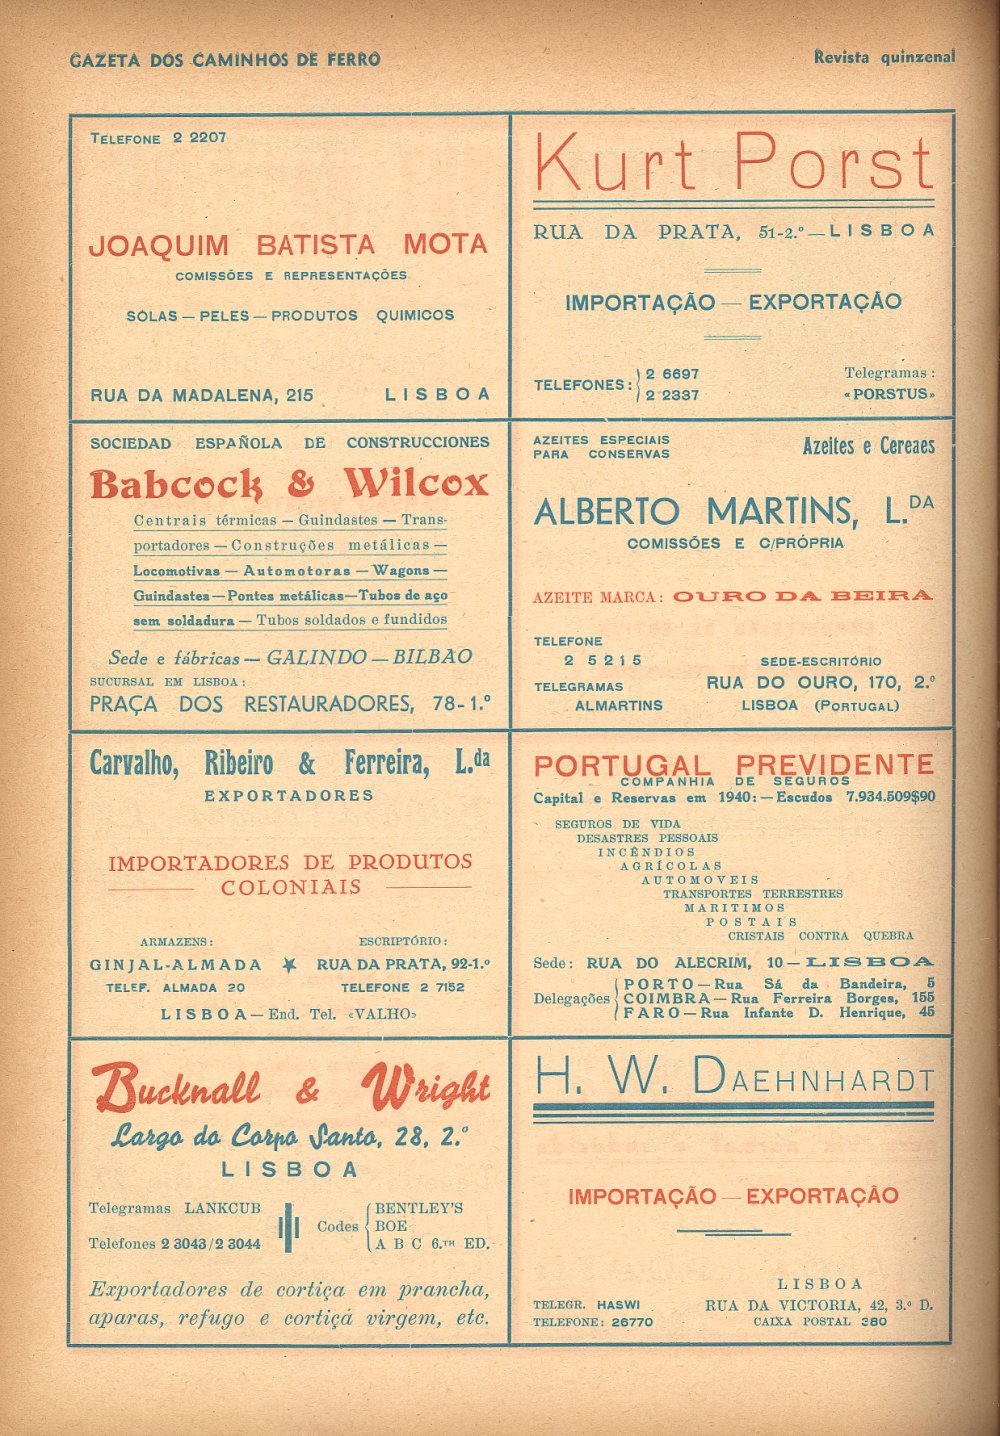 GAZETA DOS CAMINHOS DE FERRO
Revista quinzenal
TELEFONE 2 2207
JOAQUIM BATISTA MOTA
COMISSÕES E REPRESENTAÇÕES
SOLAS — PELES — PRODUTOS QUIMICOS
RUA DA MADALENA, 215 LISBOA
Kurt Porst
RUA DA PRATA, 51-2.º — LISBOA
IMPORTAÇÃO — EXPORTAÇÃO
TELEFONES: { 2 6697
2 2337
Telegramas:
«PORSTUS»
SOCIEDAD ESPAÑOLA DE CONSTRUCCIONES
Babcock & Wilcox
Centrais térmicas — Guindastes — Trans-
portadores — Construções metálicas —
Locomotivas — Automotoras — Wagons —
Guindastes — Pontes metálicas — Tubos de aço
sem soldadura — Tubos soldados e fundidos
Sede e fábricas — GALINDO — BILBAO
SUCURSAL EM LISBOA:
PRAÇA DOS RESTAURADORES, 78-1.º
AZEITES ESPECIAIS
PARA CONSERVAS
Azeites e Cereaes
ALBERTO MARTINS, L.DA
COMISSÕES E C/PRÓPRIA
AZEITE MARCA: OURO DA BEIRA
TELEFONE
2 5215
TELEGRAMAS
ALMARTINS
SÉDE-ESCRITÓRIO
RUA DO OURO, 170, 2.º
LISBOA (PORTUGAL)
Carvalho, Ribeiro & Ferreira, L.da
EXPORTADORES
IMPORTADORES DE PRODUTOS
COLONIAIS
ARMAZENS:
GINJAL-ALMADA
TELEF. ALMADA 20
ESCRIPTÓRIO:
RUA DA PRATA, 92-1.º
TELEFONE 2 7152
LISBOA — End. Tel. «VALHO»
PORTUGAL PREVIDENTE
COMPANHIA DE SEGUROS
Capital e Reservas em 1940: — Escudos 7.934.509$90
SEGUROS DE VIDA
DESASTRES PESSOAIS
INCÊNDIOS
AGRÍCOLAS
AUTOMOVEIS
TRANSPORTES TERRESTRES
MARITIMOS
POSTAIS
CRISTAIS CONTRA QUEBRA
Sede: RUA DO ALECRIM, 10 — LISBOA
Delegações { PORTO — Rua Sá da Bandeira, 5
COIMBRA — Rua Ferreira Borges, 155
FARO — Rua Infante D. Henrique, 45
Bucknall & Wright
Largo do Corpo Santo, 28, 2.º
LISBOA
Telegramas LANKCUB
Telefones 2 3043/2 3044
Codes { BENTLEY'S
BOE
A B C 6.TH ED.
Exportadores de cortiça em prancha,
aparas, refugo e cortiçá virgem, etc.
H. W. DAEHNHARDT
IMPORTAÇÃO — EXPORTAÇÃO
TELEGR. HASWI
TELEFONE: 26770
LISBOA
RUA DA VICTORIA, 42, 3.º D.
CAIXA POSTAL 380